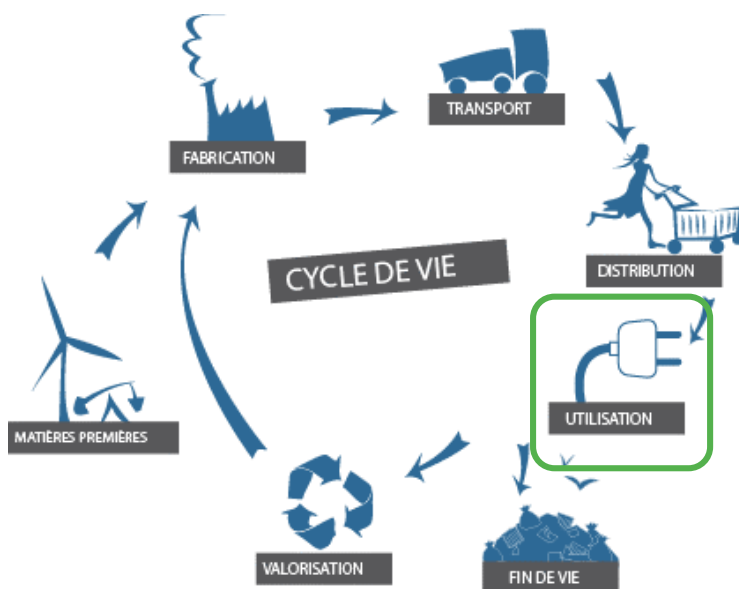 TRANSPORT
FABRICATION
CYCLE DE VIE
DISTRIBUTION
UTILISATION
MATIÈRES PREMIÈRES
VALORISATION
FIN DE VIE